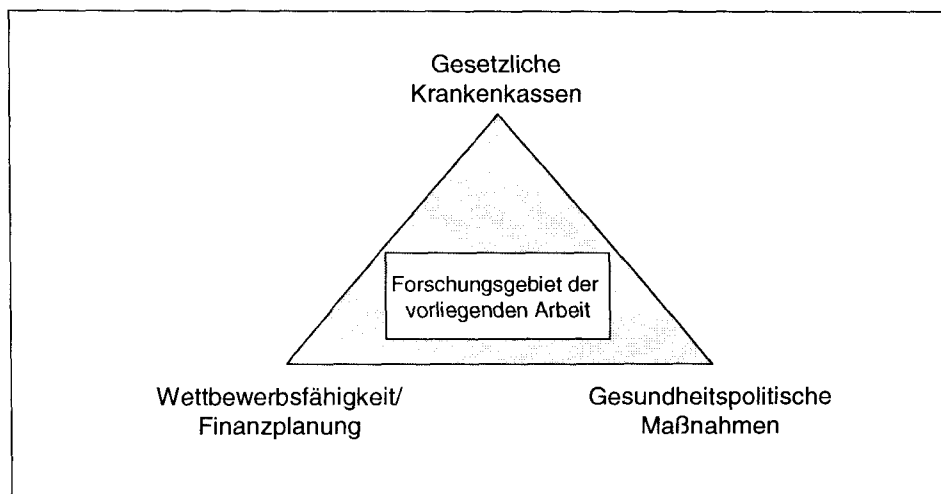 Gesetzliche
Krankenkassen
Forschungsgebiet der
vorliegenden Arbeit
Wettbewerbsfähigkeit/
Finanzplanung
Gesundheitspolitische
Maßnahmen